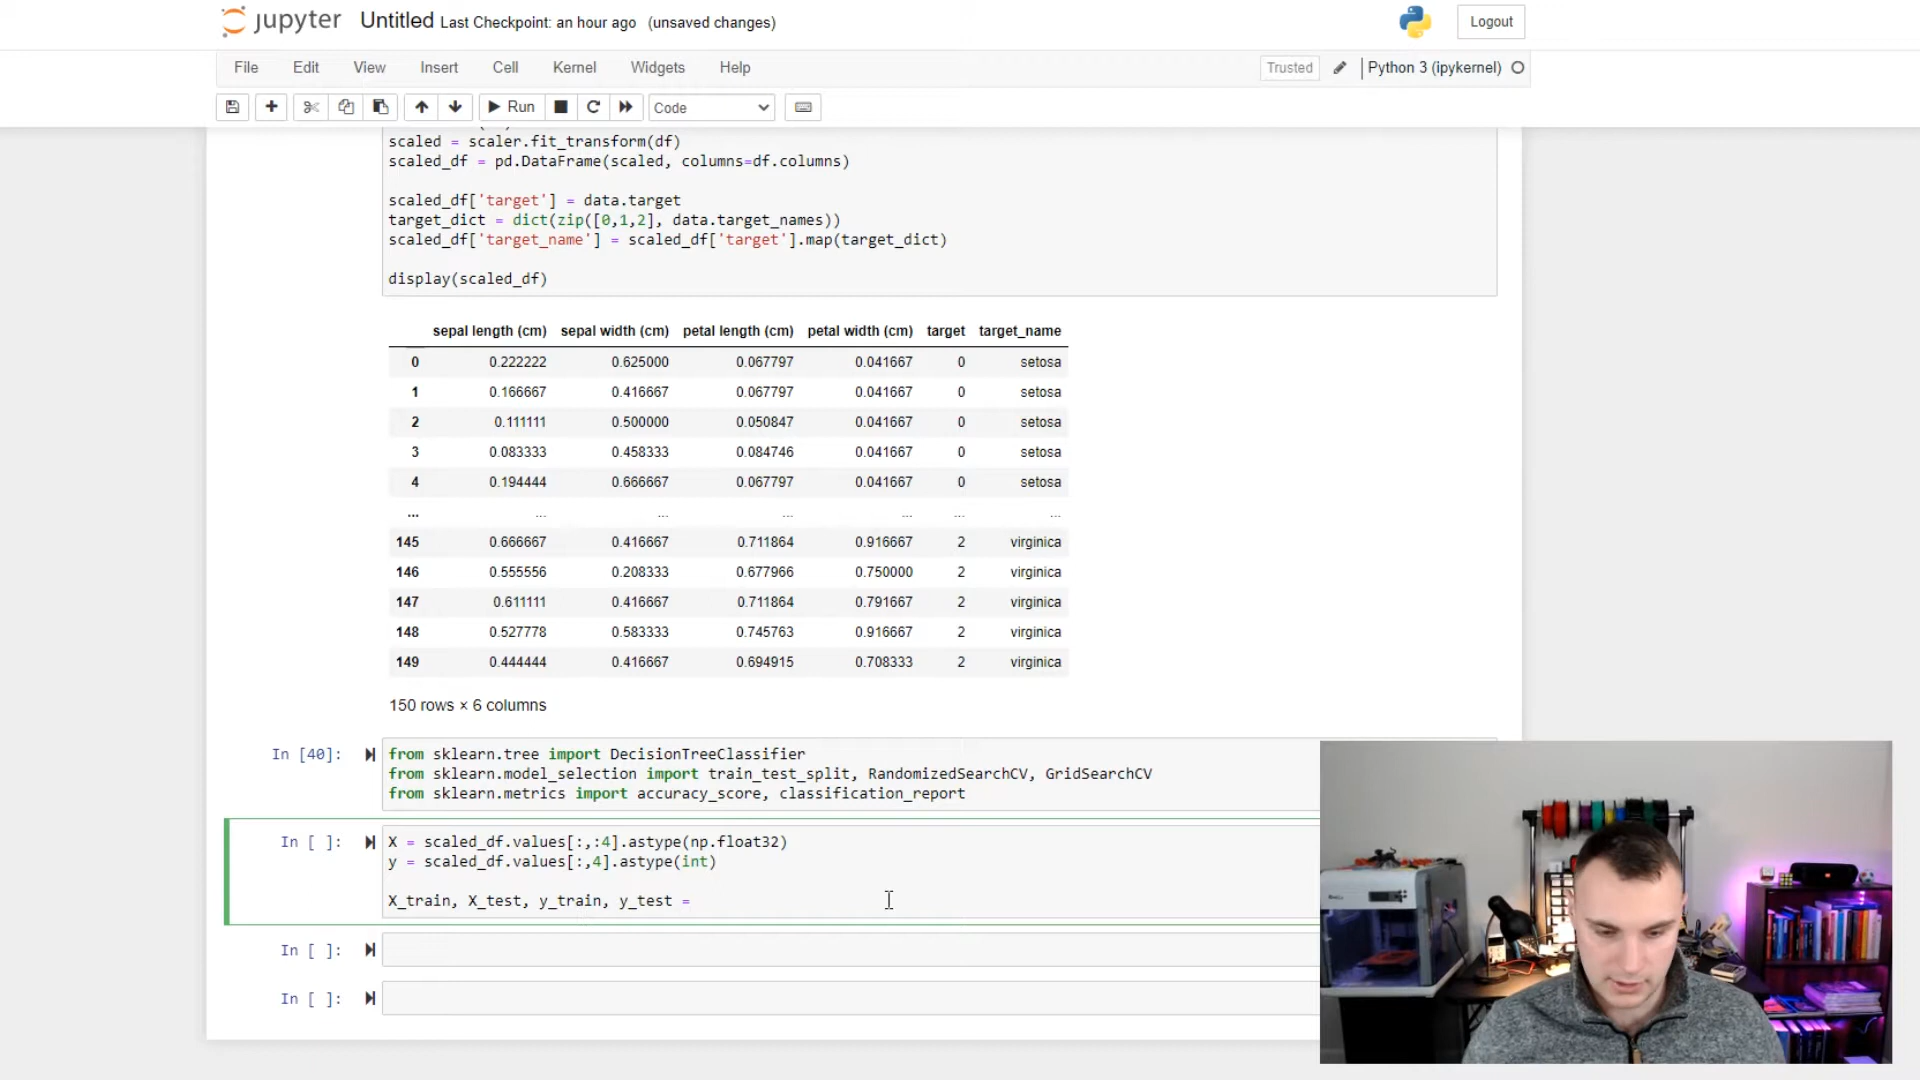 jupyter Untitled Last Checkpoint: an hour ago (unsaved changes) Logout
File Edit View Insert Cell Kernel Widgets Help Trusted Python 3 (ipykernel)
Run Code
scaled = scaler.fit_transform(df)
scaled_df = pd.DataFrame(scaled, columns=df.columns)
scaled_df['target'] = data.target
target_dict = dict(zip([0,1,2], data.target_names))
scaled_df['target_name'] = scaled_df['target'].map(target_dict)
display(scaled_df)
sepal length (cm) sepal width (cm) petal length (cm) petal width (cm) target target_name
0 0.222222 0.625000 0.067797 0.041667 0 setosa
1 0.166667 0.416667 0.067797 0.041667 0 setosa
2 0.111111 0.500000 0.050847 0.041667 0 setosa
3 0.083333 0.458333 0.084746 0.041667 0 setosa
4 0.194444 0.666667 0.067797 0.041667 0 setosa
... ... ... ... ... ... ...
145 0.666667 0.416667 0.711864 0.916667 2 virginica
146 0.555556 0.208333 0.677966 0.750000 2 virginica
147 0.611111 0.416667 0.711864 0.791667 2 virginica
148 0.527778 0.583333 0.745763 0.916667 2 virginica
149 0.444444 0.416667 0.694915 0.708333 2 virginica
150 rows × 6 columns
In [40]: from sklearn.tree import DecisionTreeClassifier
from sklearn.model_selection import train_test_split, RandomizedSearchCV, GridSearchCV
from sklearn.metrics import accuracy_score, classification_report
In [ ]: X = scaled_df.values[:,:4].astype(np.float32)
y = scaled_df.values[:,4].astype(int)
X_train, X_test, y_train, y_test =
In [ ]:
In [ ]: